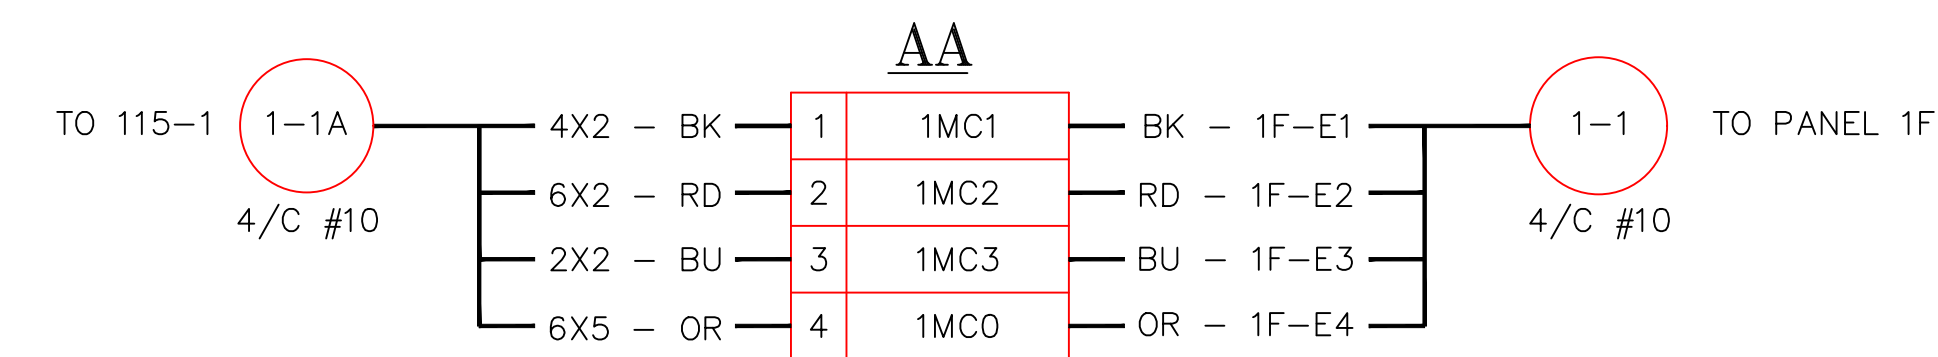 AA
TO 115-1 1-1A 4X2 - BK 1 1MC1 BK - 1F-E1 1-1 TO PANEL 1F
6X2 - RD 2 1MC2 RD - 1F-E2
4/C #10 4/C #10
2X2 - BU 3 1MC3 BU - 1F-E3
6X5 - OR 4 1MC0 OR - 1F-E4